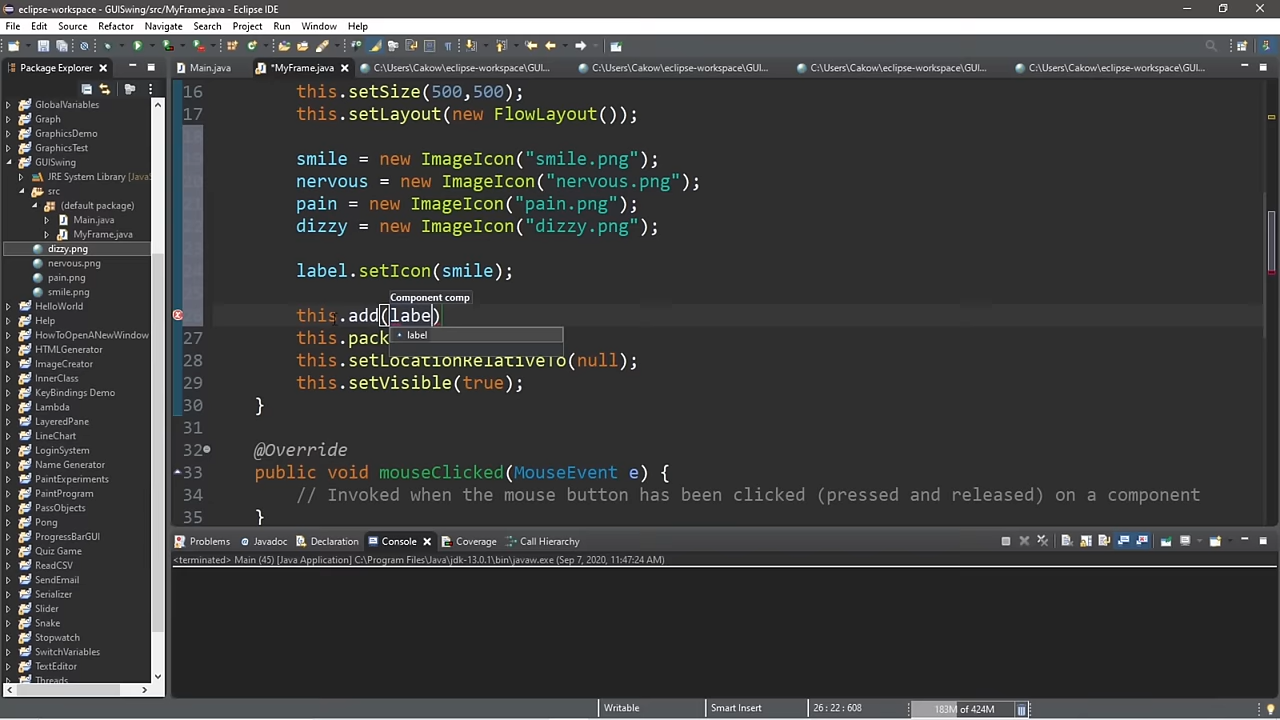 eclipse-workspace - GUISwing/src/MyFrame.java - Eclipse IDE
File Edit Source Refactor Navigate Search Project Run Window Help
Package Explorer
Main.java
*MyFrame.java
C:\Users\Cakow\eclipse-workspace\GUI...
C:\Users\Cakow\eclipse-workspace\GUI...
C:\Users\Cakow\eclipse-workspace\GUI...
C:\Users\Cakow\eclipse-workspace\GUI...
GlobalVariables
Graph
GraphicsDemo
GraphicsTest
GUISwing
JRE System Library [Java
src
(default package)
Main.java
MyFrame.java
dizzy.png
nervous.png
pain.png
smile.png
HelloWorld
Help
HowToOpenANewWindow
HTMLGenerator
ImageCreator
InnerClass
KeyBindings Demo
Lambda
LayeredPane
LineChart
LoginSystem
Name Generator
PaintExperiments
PaintProgram
PassObjects
Pong
ProgressBarGUI
Quiz Game
ReadCSV
SendEmail
Serializer
Slider
Snake
Stopwatch
SwitchVariables
TextEditor
Threads
16 this.setSize(500,500);
17 this.setLayout(new FlowLayout());
smile = new ImageIcon("smile.png");
nervous = new ImageIcon("nervous.png");
pain = new ImageIcon("pain.png");
dizzy = new ImageIcon("dizzy.png");
label.setIcon(smile);
Component comp
this.add(labe)
label
27 this.pack
28 this.setLocationRelativeTo(null);
29 this.setVisible(true);
30 }
31
32 @Override
33 public void mouseClicked(MouseEvent e) {
34 // Invoked when the mouse button has been clicked (pressed and released) on a component
35 }
Problems Javadoc Declaration Console Coverage Call Hierarchy
<terminated> Main (45) [Java Application] C:\Program Files\Java\jdk-13.0.1\bin\javaw.exe (Sep 7, 2020, 11:47:24 AM)
Writable Smart Insert 26 : 22 : 608 183M of 424M